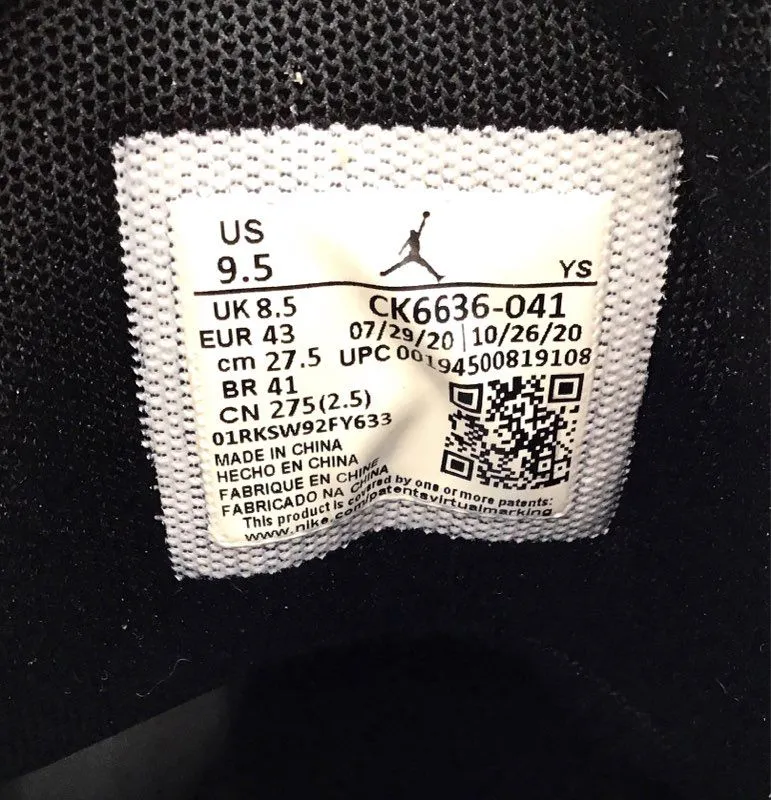 US
9.5
YS
UK 8.5
CK6636-041
EUR 43
07/29/20 | 10/26/20
cm 27.5
UPC 00194500819108
BR 41
CN 275(2.5)
01RKSW92FY633
MADE IN CHINA
HECHO EN CHINA
FABRIQUE EN CHINE
FABRICADO NA CHINA
This product is covered by one or more patents:
www.nike.com/patentsvirtualmarking